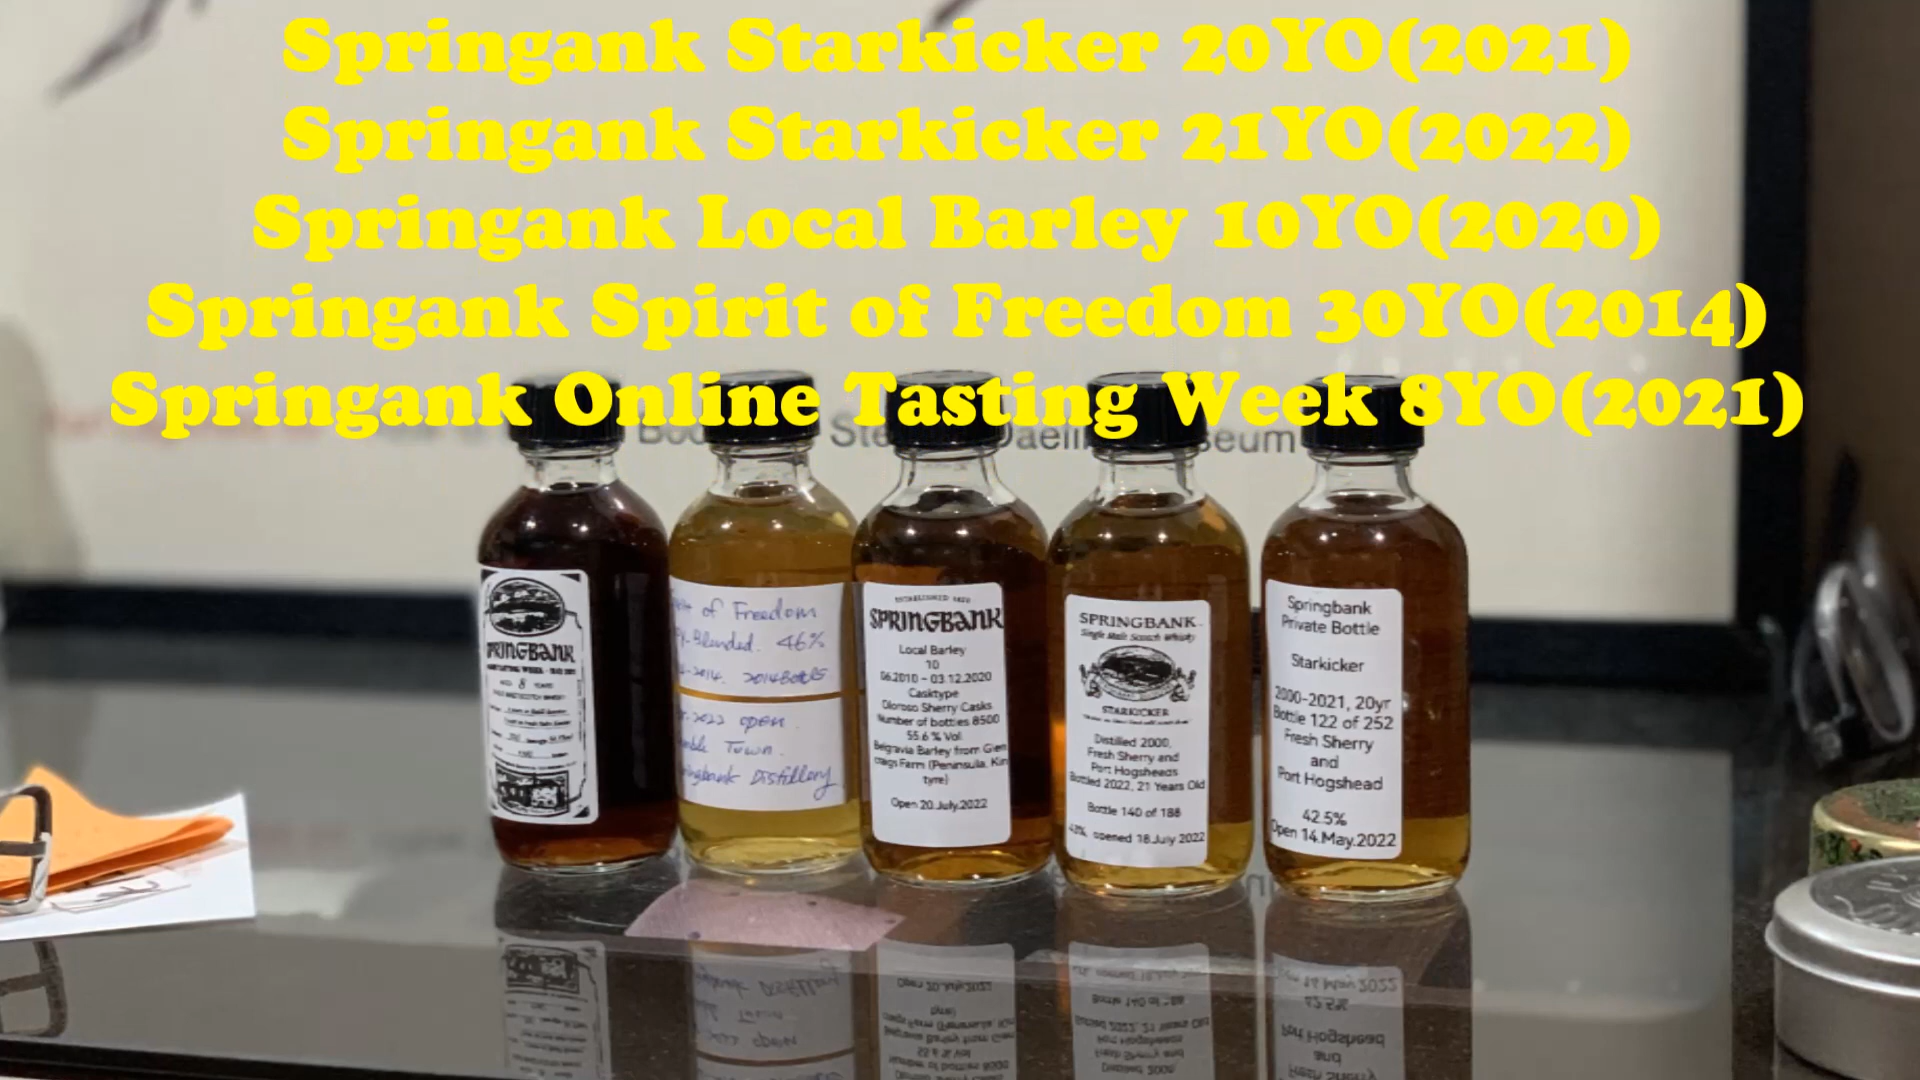 Springank Starkicker 20YO(2021)
Springank Starkicker 21YO(2022)
Springank Local Barley 10YO(2020)
Springank Spirit of Freedom 30YO(2014)
Springank Online Tasting Week 8YO(2021)
SPRINGBANK
8 YEARS
of Freedom
Blended. 46%
2014.
2022 open.
Town.
Distillery
ESTABLISHED
SPRINGBANK
Local Barley
10
06.2010 - 03.12.2020
Casktype
Oloroso Sherry Casks
Number of bottles 8500
55.6 % Vol
Belgravia Barley from Glen
craigs Farm (Peninsula, Kin
tyre)
Open 20.July.2022
SPRINGBANK
Single Malt Scotch Whisky
STARKICKER
Distilled 2000,
Fresh Sherry and
Port Hogsheads
Bottled 2022, 21 Years Old
Bottle 140 of 188
43% opened 18.July 2022
Springbank
Private Bottle
Starkicker
2000-2021, 20yr
Bottle 122 of 252
Fresh Sherry
and
Port Hogshead
42.5%
Open 14.May.2022